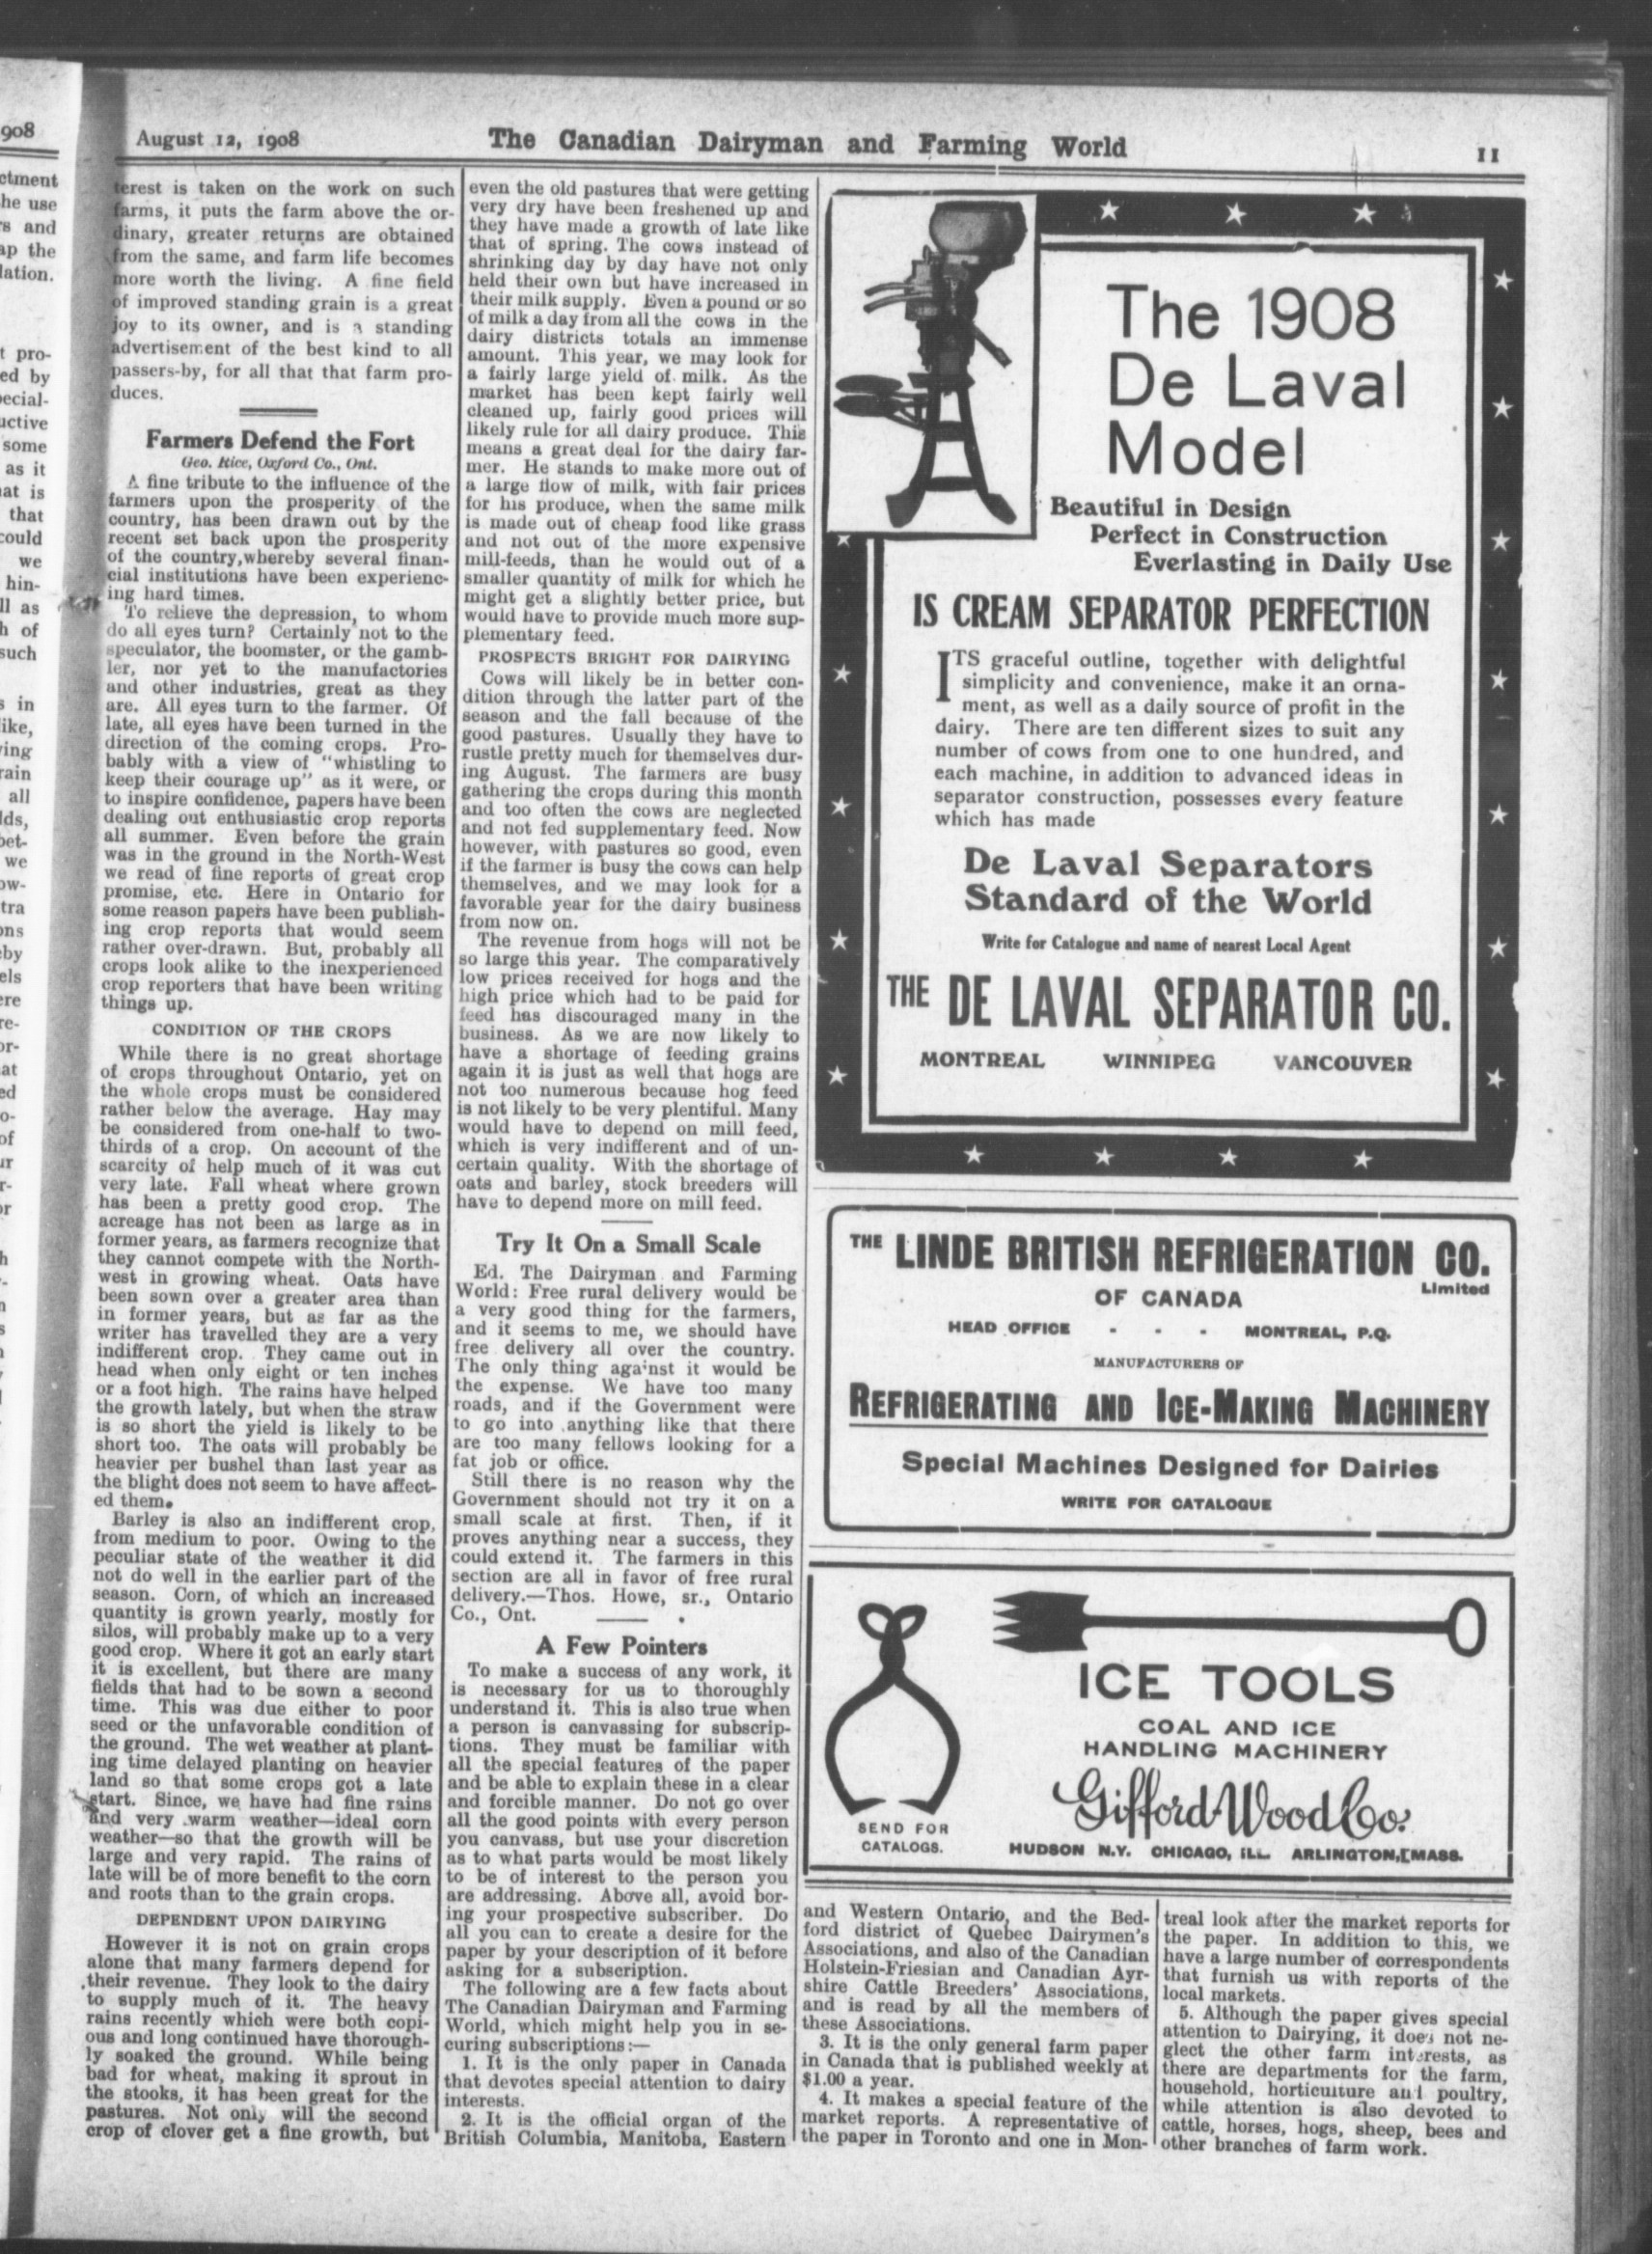 August 12, 1908
The Canadian Dairyman and Farming World
11
terest is taken on the work on such
farms, it puts the farm above the or-
dinary, greater returns are obtained
from the same, and farm life becomes
more worth the living. A fine field
of improved standing grain is a great
joy to its owner, and is a standing
advertisement of the best kind to all
passers-by, for all that that farm pro-
duces.
Farmers Defend the Fort
Geo. Rice, Oxford Co., Ont.
A fine tribute to the influence of the
farmers upon the prosperity of the
country, has been drawn out by the
recent set back upon the prosperity
of the country,whereby several finan-
cial institutions have been experienc-
ing hard times.
To relieve the depression, to whom
do all eyes turn? Certainly not to the
speculator, the boomster, or the gamb-
ler, nor yet to the manufactories
and other industries, great as they
are. All eyes turn to the farmer. Of
late, all eyes have been turned in the
direction of the coming crops. Pro-
bably with a view of "whistling to
keep their courage up" as it were, or
to inspire confidence, papers have been
dealing out enthusiastic crop reports
all summer. Even before the grain
was in the ground in the North-West
we read of fine reports of great crop
promise, etc. Here in Ontario for
some reason papers have been publish-
ing crop reports that would seem
rather over-drawn. But, probably all
crops look alike to the inexperienced
crop reporters that have been writing
things up.
CONDITION OF THE CROPS
While there is no great shortage
of crops throughout Ontario, yet on
the whole crops must be considered
rather below the average. Hay may
be considered from one-half to two-
thirds of a crop. On account of the
scarcity of help much of it was cut
very late. Fall wheat where grown
has been a pretty good crop. The
acreage has not been as large as in
former years, as farmers recognize that
they cannot compete with the North-
west in growing wheat. Oats have
been sown over a greater area than
in former years, but as far as the
writer has travelled they are a very
indifferent crop. They came out in
head when only eight or ten inches
or a foot high. The rains have helped
the growth lately, but when the straw
is so short the yield is likely to be
short too. The oats will probably be
heavier per bushel than last year as
the blight does not seem to have affect-
ed them.
Barley is also an indifferent crop,
from medium to poor. Owing to the
peculiar state of the weather it did
not do well in the earlier part of the
season. Corn, of which an increased
quantity is grown yearly, mostly for
silos, will probably make up to a very
good crop. Where it got an early start
it is excellent, but there are many
fields that had to be sown a second
time. This was due either to poor
seed or the unfavorable condition of
the ground. The wet weather at plant-
ing time delayed planting on heavier
land so that some crops got a late
start. Since, we have had fine rains
and very warm weather—ideal corn
weather—so that the growth will be
large and very rapid. The rains of
late will be of more benefit to the corn
and roots than to the grain crops.
DEPENDENT UPON DAIRYING
However it is not on grain crops
alone that many farmers depend for
their revenue. They look to the dairy
to supply much of it. The heavy
rains recently which were both copi-
ous and long continued have thorough-
ly soaked the ground. While being
bad for wheat, making it sprout in
the stooks, it has been great for the
pastures. Not only will the second
crop of clover get a fine growth, but
even the old pastures that were getting
very dry have been freshened up and
they have made a growth of late like
that of spring. The cows instead of
shrinking day by day have not only
held their own but have increased in
their milk supply. Even a pound or so
of milk a day from all the cows in the
dairy districts totals an immense
amount. This year, we may look for
a fairly large yield of milk. As the
market has been kept fairly well
cleaned up, fairly good prices will
likely rule for all dairy produce. This
means a great deal for the dairy far-
mer. He stands to make more out of
a large flow of milk, with fair prices
for his produce, when the same milk
is made out of cheap food like grass
and not out of the more expensive
mill-feeds, than he would out of a
smaller quantity of milk for which he
might get a slightly better price, but
would have to provide much more sup-
plementary feed.
PROSPECTS BRIGHT FOR DAIRYING
Cows will likely be in better con-
dition through the latter part of the
season and the fall because of the
good pastures. Usually they have to
rustle pretty much for themselves dur-
ing August. The farmers are busy
gathering the crops during this month
and too often the cows are neglected
and not fed supplementary feed. Now
however, with pastures so good, even
if the farmer is busy the cows can help
themselves, and we may look for a
favorable year for the dairy business
from now on.
The revenue from hogs will not be
so large this year. The comparatively
low prices received for hogs and the
high price which had to be paid for
feed has discouraged many in the
business. As we are now likely to
have a shortage of feeding grains
again it is just as well that hogs are
not too numerous because hog feed
is not likely to be very plentiful. Many
would have to depend on mill feed,
which is very indifferent and of un-
certain quality. With the shortage of
oats and barley, stock breeders will
have to depend more on mill feed.
Try It On a Small Scale
Ed. The Dairyman and Farming
World: Free rural delivery would be
a very good thing for the farmers,
and it seems to me, we should have
free delivery all over the country.
The only thing against it would be
the expense. We have too many
roads, and if the Government were
to go into anything like that there
are too many fellows looking for a
fat job or office.
Still there is no reason why the
Government should not try it on a
small scale at first. Then, if it
proves anything near a success, they
could extend it. The farmers in this
section are all in favor of free rural
delivery.—Thos. Howe, sr., Ontario
Co., Ont.
A Few Pointers
To make a success of any work, it
is necessary for us to thoroughly
understand it. This is also true when
a person is canvassing for subscrip-
tions. They must be familiar with
all the special features of the paper
and be able to explain these in a clear
and forcible manner. Do not go over
all the good points with every person
you canvass, but use your discretion
as to what parts would be most likely
to be of interest to the person you
are addressing. Above all, avoid bor-
ing your prospective subscriber. Do
all you can to create a desire for the
paper by your description of it before
asking for a subscription.
The following are a few facts about
The Canadian Dairyman and Farming
World, which might help you in se-
curing subscriptions:—
1. It is the only paper in Canada
that devotes special attention to dairy
interests.
2. It is the official organ of the
British Columbia, Manitoba, Eastern
and Western Ontario, and the Bed-
ford district of Quebec Dairymen's
Associations, and also of the Canadian
Holstein-Friesian and Canadian Ayr-
shire Cattle Breeders' Associations,
and is read by all the members of
these Associations.
3. It is the only general farm paper
in Canada that is published weekly at
$1.00 a year.
4. It makes a special feature of the
market reports. A representative of
the paper in Toronto and one in Mon-
treal look after the market reports for
the paper. In addition to this, we
have a large number of correspondents
that furnish us with reports of the
local markets.
5. Although the paper gives special
attention to Dairying, it does not ne-
glect the other farm interests, as
there are departments for the farm,
household, horticulture and poultry,
while attention is also devoted to
cattle, horses, hogs, sheep, bees and
other branches of farm work.
The 1908
De Laval
Model
Beautiful in Design
Perfect in Construction
Everlasting in Daily Use
IS CREAM SEPARATOR PERFECTION
ITS graceful outline, together with delightful
simplicity and convenience, make it an orna-
ment, as well as a daily source of profit in the
dairy. There are ten different sizes to suit any
number of cows from one to one hundred, and
each machine, in addition to advanced ideas in
separator construction, possesses every feature
which has made
De Laval Separators
Standard of the World
Write for Catalogue and name of nearest Local Agent
THE DE LAVAL SEPARATOR CO.
MONTREAL WINNIPEG VANCOUVER
THE LINDE BRITISH REFRIGERATION CO.
Limited
OF CANADA
HEAD OFFICE - - - MONTREAL, P.Q.
MANUFACTURERS OF
REFRIGERATING AND ICE-MAKING MACHINERY
Special Machines Designed for Dairies
WRITE FOR CATALOGUE
ICE TOOLS
COAL AND ICE
HANDLING MACHINERY
Gifford-Wood Co.
SEND FOR
CATALOGS.
HUDSON N.Y. CHICAGO, ILL. ARLINGTON, MASS.